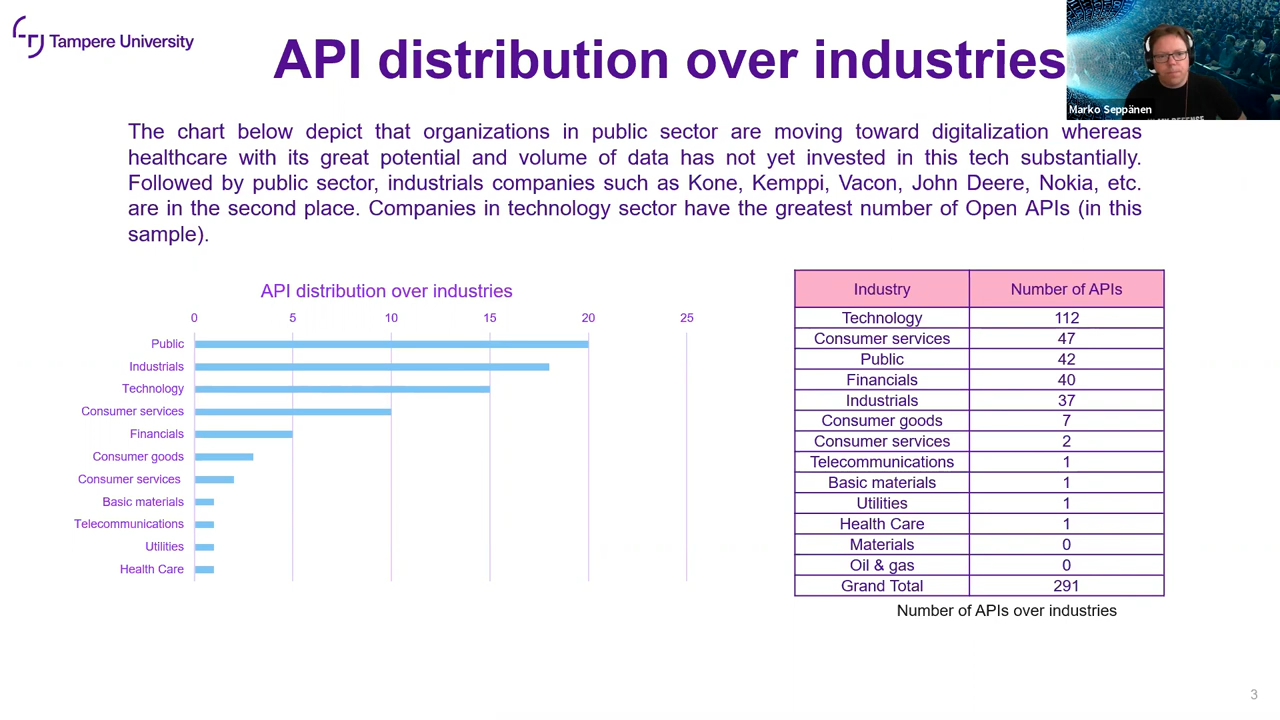 Tampere University
API distribution over industries
Marko Seppänen
The chart below depict that organizations in public sector are moving toward digitalization whereas
healthcare with its great potential and volume of data has not yet invested in this tech substantially.
Followed by public sector, industrials companies such as Kone, Kemppi, Vacon, John Deere, Nokia, etc.
are in the second place. Companies in technology sector have the greatest number of Open APIs (in this
sample).
API distribution over industries
0 5 10 15 20 25
Public
Industrials
Technology
Consumer services
Financials
Consumer goods
Consumer services
Basic materials
Telecommunications
Utilities
Health Care
Industry Number of APIs
Technology 112
Consumer services 47
Public 42
Financials 40
Industrials 37
Consumer goods 7
Consumer services 2
Telecommunications 1
Basic materials 1
Utilities 1
Health Care 1
Materials 0
Oil & gas 0
Grand Total 291
Number of APIs over industries
3